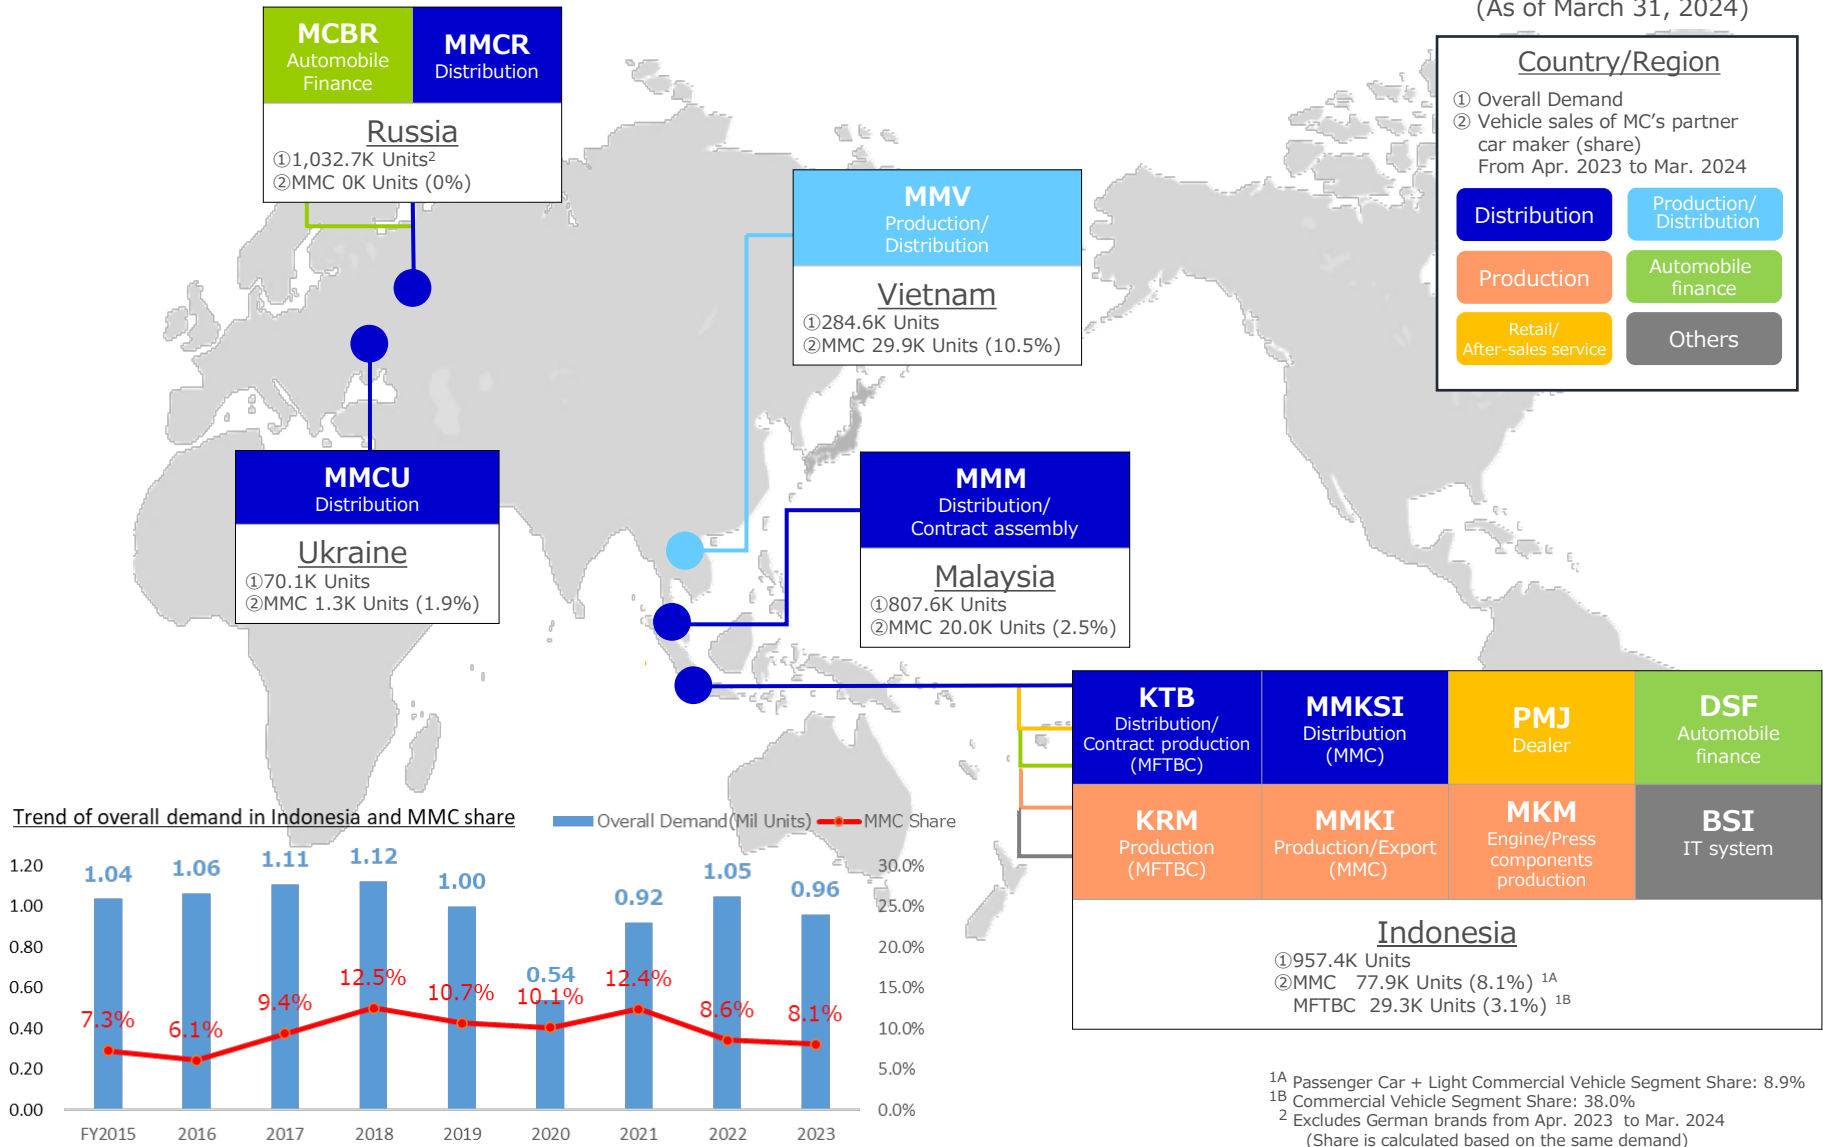 (As of March 31, 2024)
MCBR
Automobile
Finance
MMCR
Distribution
Russia
①1,032.7K Units2
②MMC 0K Units (0%)
MMV
Production/
Distribution
Vietnam
①284.6K Units
②MMC 29.9K Units (10.5%)
Country/Region
① Overall Demand
② Vehicle sales of MC's partner
car maker (share)
From Apr. 2023 to Mar. 2024
Distribution
Production/
Distribution
Production
Automobile
finance
Retail/
After-sales service
Others
MMCU
Distribution
Ukraine
①70.1K Units
②MMC 1.3K Units (1.9%)
MMM
Distribution/
Contract assembly
Malaysia
①807.6K Units
②MMC 20.0K Units (2.5%)
KTB
Distribution/
Contract production
(MFTBC)
MMKSI
Distribution
(MMC)
PMJ
Dealer
DSF
Automobile
finance
KRM
Production
(MFTBC)
MMKI
Production/Export
(MMC)
MKM
Engine/Press
components
production
BSI
IT system
Indonesia
①957.4K Units
②MMC 77.9K Units (8.1%) 1A
MFTBC 29.3K Units (3.1%) 1B
Trend of overall demand in Indonesia and MMC share
Overall Demand(Mil Units)
MMC Share
1.20
1.00
0.80
0.60
0.40
0.20
0.00
1.04
1.06
1.11
1.12
1.00
0.54
0.92
1.05
0.96
7.3%
6.1%
9.4%
12.5%
10.7%
10.1%
12.4%
8.6%
8.1%
30.0%
25.0%
20.0%
15.0%
10.0%
5.0%
0.0%
FY2015
2016
2017
2018
2019
2020
2021
2022
2023
1A Passenger Car + Light Commercial Vehicle Segment Share: 8.9%
1B Commercial Vehicle Segment Share: 38.0%
2 Excludes German brands from Apr. 2023 to Mar. 2024
(Share is calculated based on the same demand)